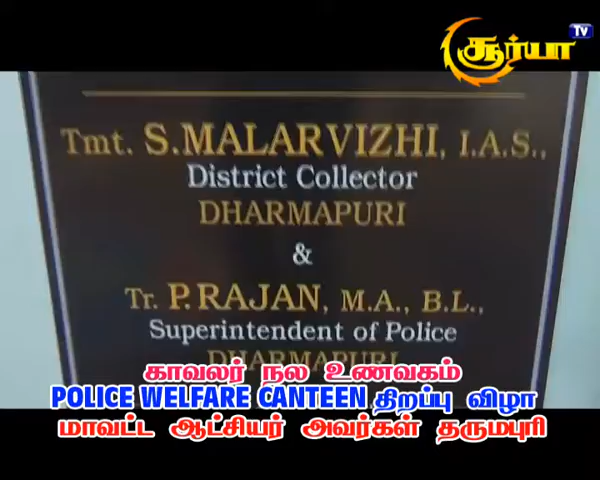 சூர்யா Tv
Tmt. S.MALARVIZHI, I.A.S.,
District Collector
DHARMAPURI
&
Tr. P.RAJAN, M.A., B.L.,
Superintendent of Police
DHARMAPURI
காவலர் நல உணவகம்
POLICE WELFARE CANTEEN திறப்பு விழா
மாவட்ட ஆட்சியர் அவர்கள் தருமபுரி